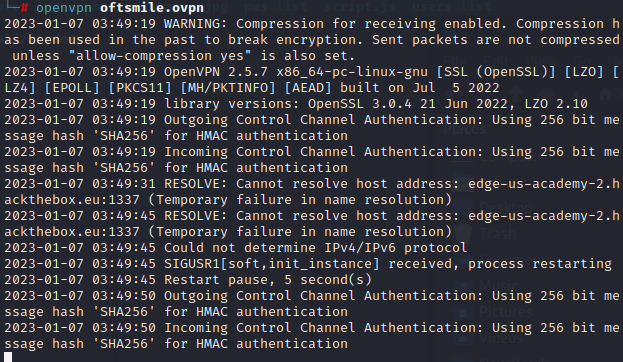 └─# openvpn oftsmile.ovpn
2023-01-07 03:49:19 WARNING: Compression for receiving enabled. Compression h
as been used in the past to break encryption. Sent packets are not compressed
 unless "allow-compression yes" is also set.
2023-01-07 03:49:19 OpenVPN 2.5.7 x86_64-pc-linux-gnu [SSL (OpenSSL)] [LZO] [
LZ4] [EPOLL] [PKCS11] [MH/PKTINFO] [AEAD] built on Jul  5 2022
2023-01-07 03:49:19 library versions: OpenSSL 3.0.4 21 Jun 2022, LZO 2.10
2023-01-07 03:49:19 Outgoing Control Channel Authentication: Using 256 bit me
ssage hash 'SHA256' for HMAC authentication
2023-01-07 03:49:19 Incoming Control Channel Authentication: Using 256 bit me
ssage hash 'SHA256' for HMAC authentication
2023-01-07 03:49:31 RESOLVE: Cannot resolve host address: edge-us-academy-2.h
ackthebox.eu:1337 (Temporary failure in name resolution)
2023-01-07 03:49:45 RESOLVE: Cannot resolve host address: edge-us-academy-2.h
ackthebox.eu:1337 (Temporary failure in name resolution)
2023-01-07 03:49:45 Could not determine IPv4/IPv6 protocol
2023-01-07 03:49:45 SIGUSR1[soft,init_instance] received, process restarting
2023-01-07 03:49:45 Restart pause, 5 second(s)
2023-01-07 03:49:50 Outgoing Control Channel Authentication: Using 256 bit me
ssage hash 'SHA256' for HMAC authentication
2023-01-07 03:49:50 Incoming Control Channel Authentication: Using 256 bit me
ssage hash 'SHA256' for HMAC authentication